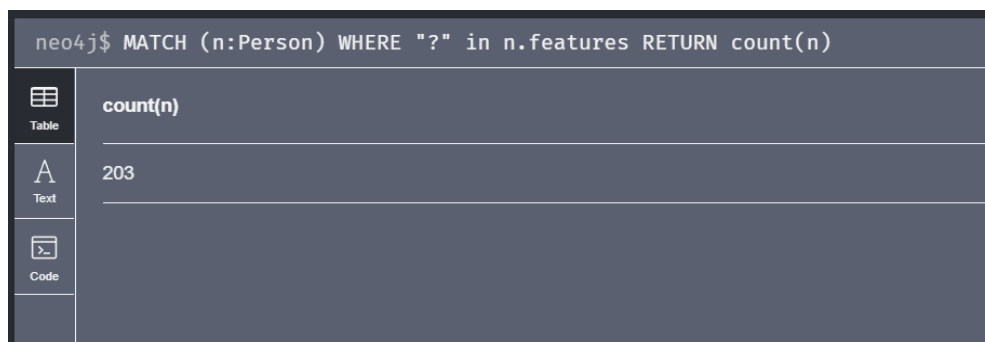 neo4j$ MATCH (n:Person) WHERE "?" in n.features RETURN count(n)
Table
count(n)
A
Text
203
>_
Code